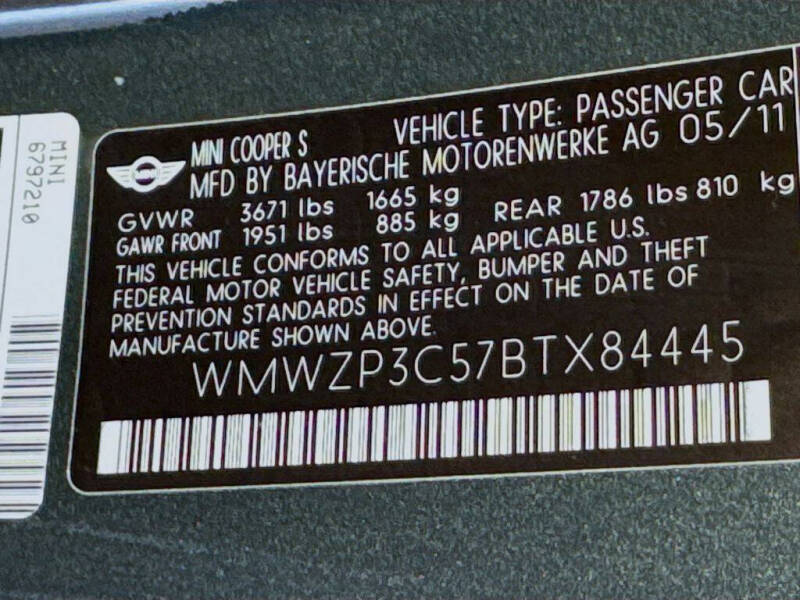 MINI
6797210
MINI
MINI COOPER S VEHICLE TYPE: PASSENGER CAR
MFD BY BAYERISCHE MOTORENWERKE AG 05/11
GVWR 3671 lbs 1665 kg
GAWR FRONT 1951 lbs 885 kg REAR 1786 lbs 810 kg
THIS VEHICLE CONFORMS TO ALL APPLICABLE U.S.
FEDERAL MOTOR VEHICLE SAFETY, BUMPER AND THEFT
PREVENTION STANDARDS IN EFFECT ON THE DATE OF
MANUFACTURE SHOWN ABOVE.
WMWZP3C57BTX84445